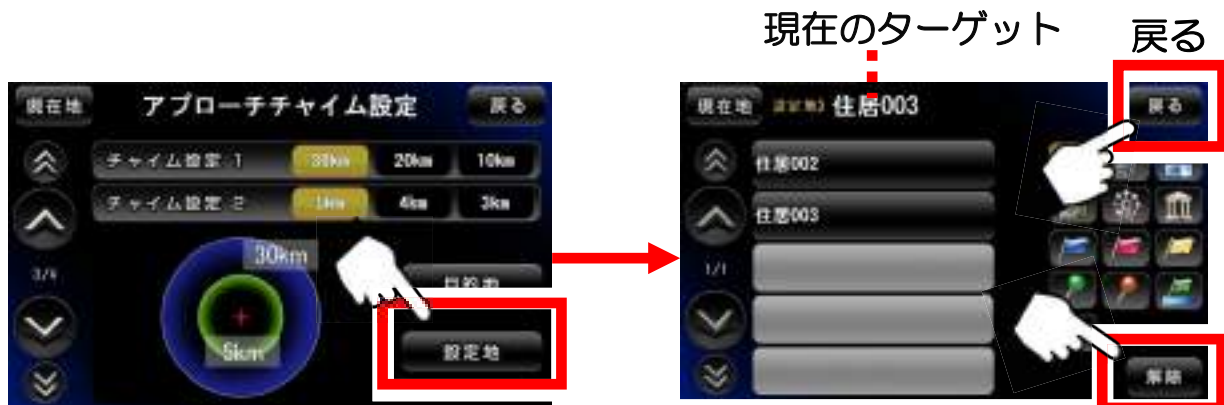 現在のターゲット
戻る
現在地 アプローチチャイム設定 戻る
チャイム設定 1 30km 20km 10km
チャイム設定 2 5km 4km 3km
3/4
30km
目的地
5km
設定地
現在地 住居003 戻る
住居002
住居003
1/1
解除